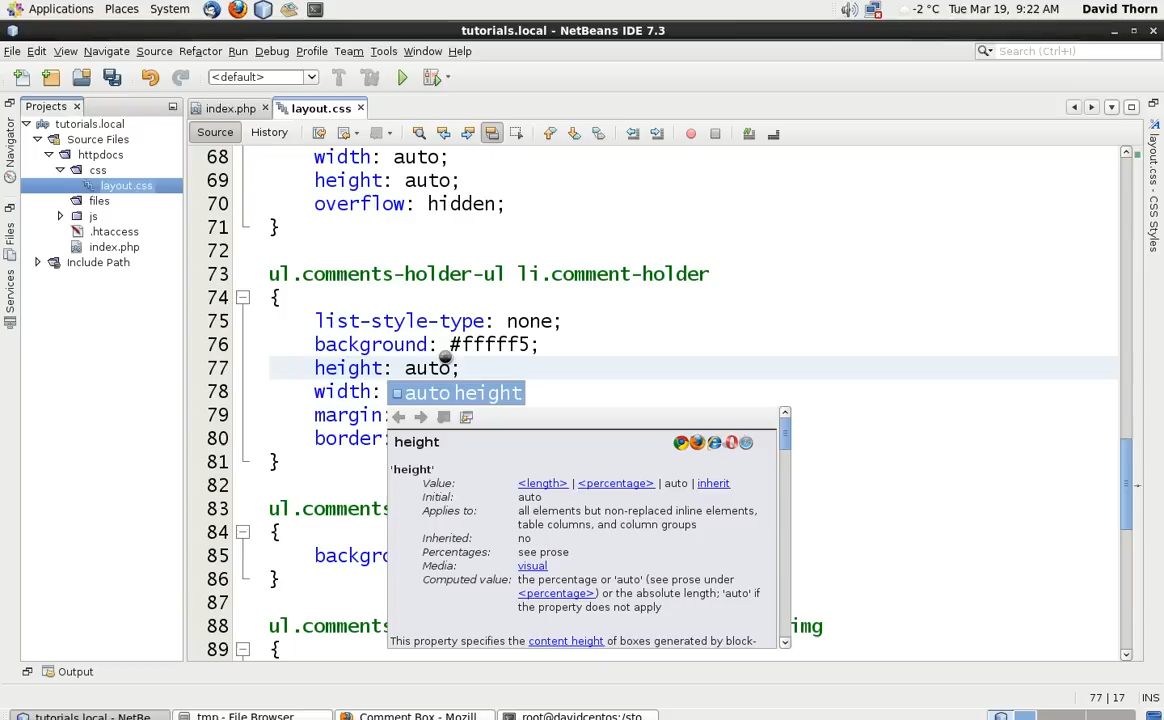 Applications Places System -2 °C Tue Mar 19, 9:22 AM David Thorn
tutorials.local - NetBeans IDE 7.3
File Edit View Navigate Source Refactor Run Debug Profile Team Tools Window Help Search (Ctrl+I)
<default>
Projects index.php layout.css
Source History
Navigator
Files
Services
tutorials.local
Source Files
httpdocs
css
layout.css
files
js
.htaccess
index.php
Include Path
68 width: auto;
69 height: auto;
70 overflow: hidden;
71 }
72
73 ul.comments-holder-ul li.comment-holder
74 {
75 list-style-type: none;
76 background: #fffff5;
77 height: auto;
78 width:
auto height
79 margin:
80 border:
81 }
82
83 ul.comments
84 {
85 backgro
86 }
87
88 ul.comments img
89 {
height
'height'
Value: <length> | <percentage> | auto | inherit
Initial: auto
Applies to: all elements but non-replaced inline elements,
table columns, and column groups
Inherited: no
Percentages: see prose
Media: visual
Computed value: the percentage or 'auto' (see prose under
<percentage>) or the absolute length; 'auto' if
the property does not apply
This property specifies the content height of boxes generated by block-
layout.css - CSS Styles
Output
77 | 17 INS
tutorials.local - NetBe... tmp - File Browser Comment Box - Mozill... root@davidcentos:/sto...